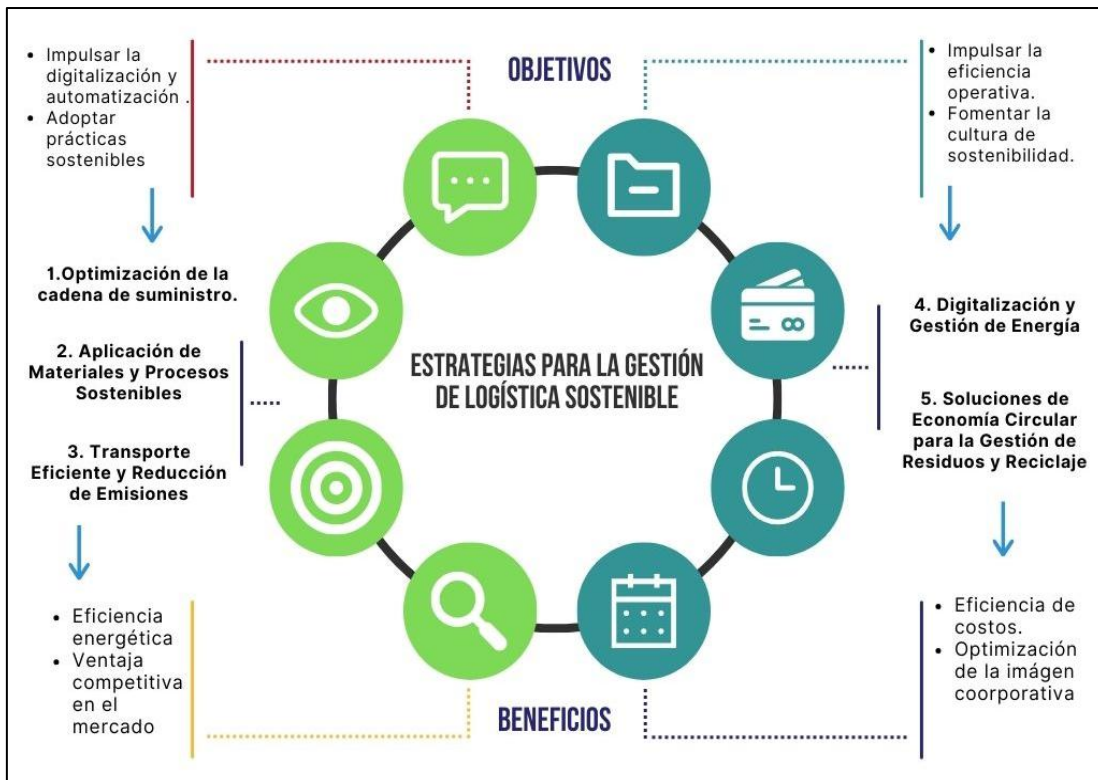 OBJETIVOS
• Impulsar la
digitalización y
automatización .
• Adoptar
prácticas
sostenibles
• Impulsar la
eficiencia
operativa.
• Fomentar la
cultura de
sostenibilidad.
1.Optimización de la
cadena de suministro.
2. Aplicación de
Materiales y Procesos
Sostenibles
3. Transporte
Eficiente y Reducción
de Emisiones
ESTRATEGIAS PARA LA GESTIÓN
DE LOGÍSTICA SOSTENIBLE
4. Digitalización y
Gestión de Energía
5. Soluciones de
Economía Circular
para la Gestión de
Residuos y Reciclaje
• Eficiencia
energética
• Ventaja
competitiva
en el
mercado
• Eficiencia de
costos.
• Optimización
de la imágen
coorporativa
BENEFICIOS